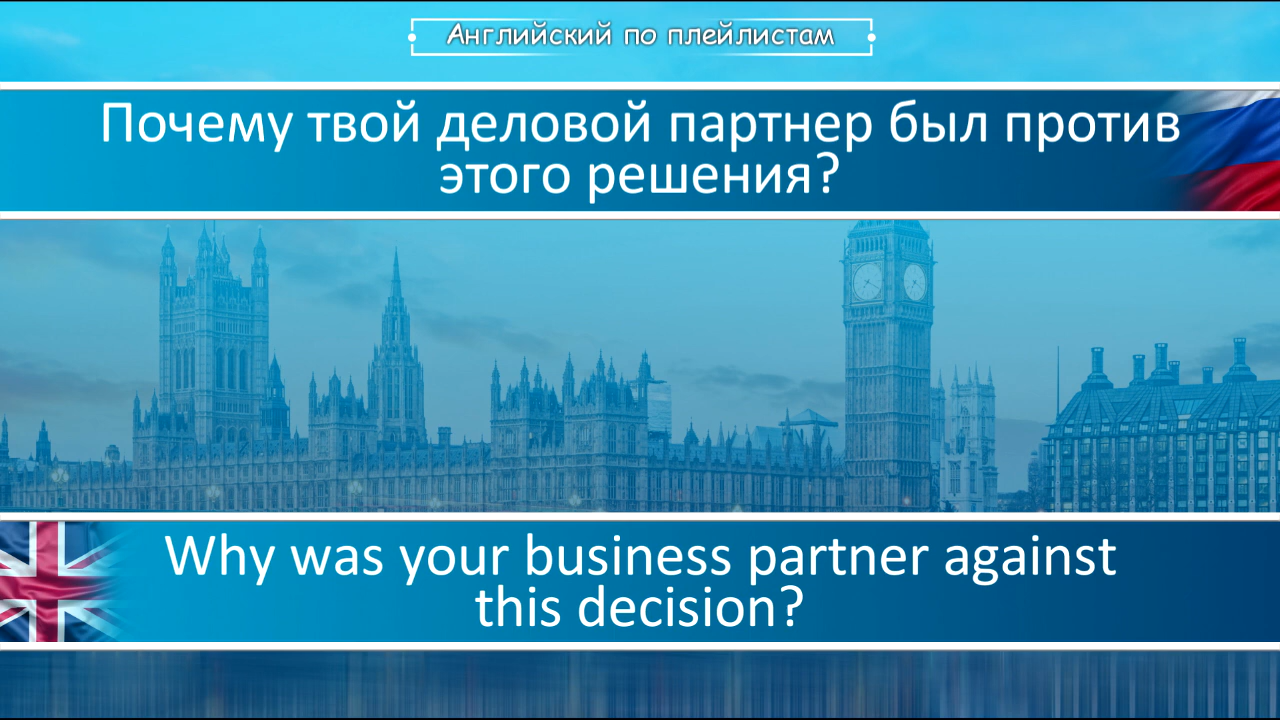 Английский по плейлистам
Почему твой деловой партнер был против
этого решения?
Why was your business partner against
this decision?